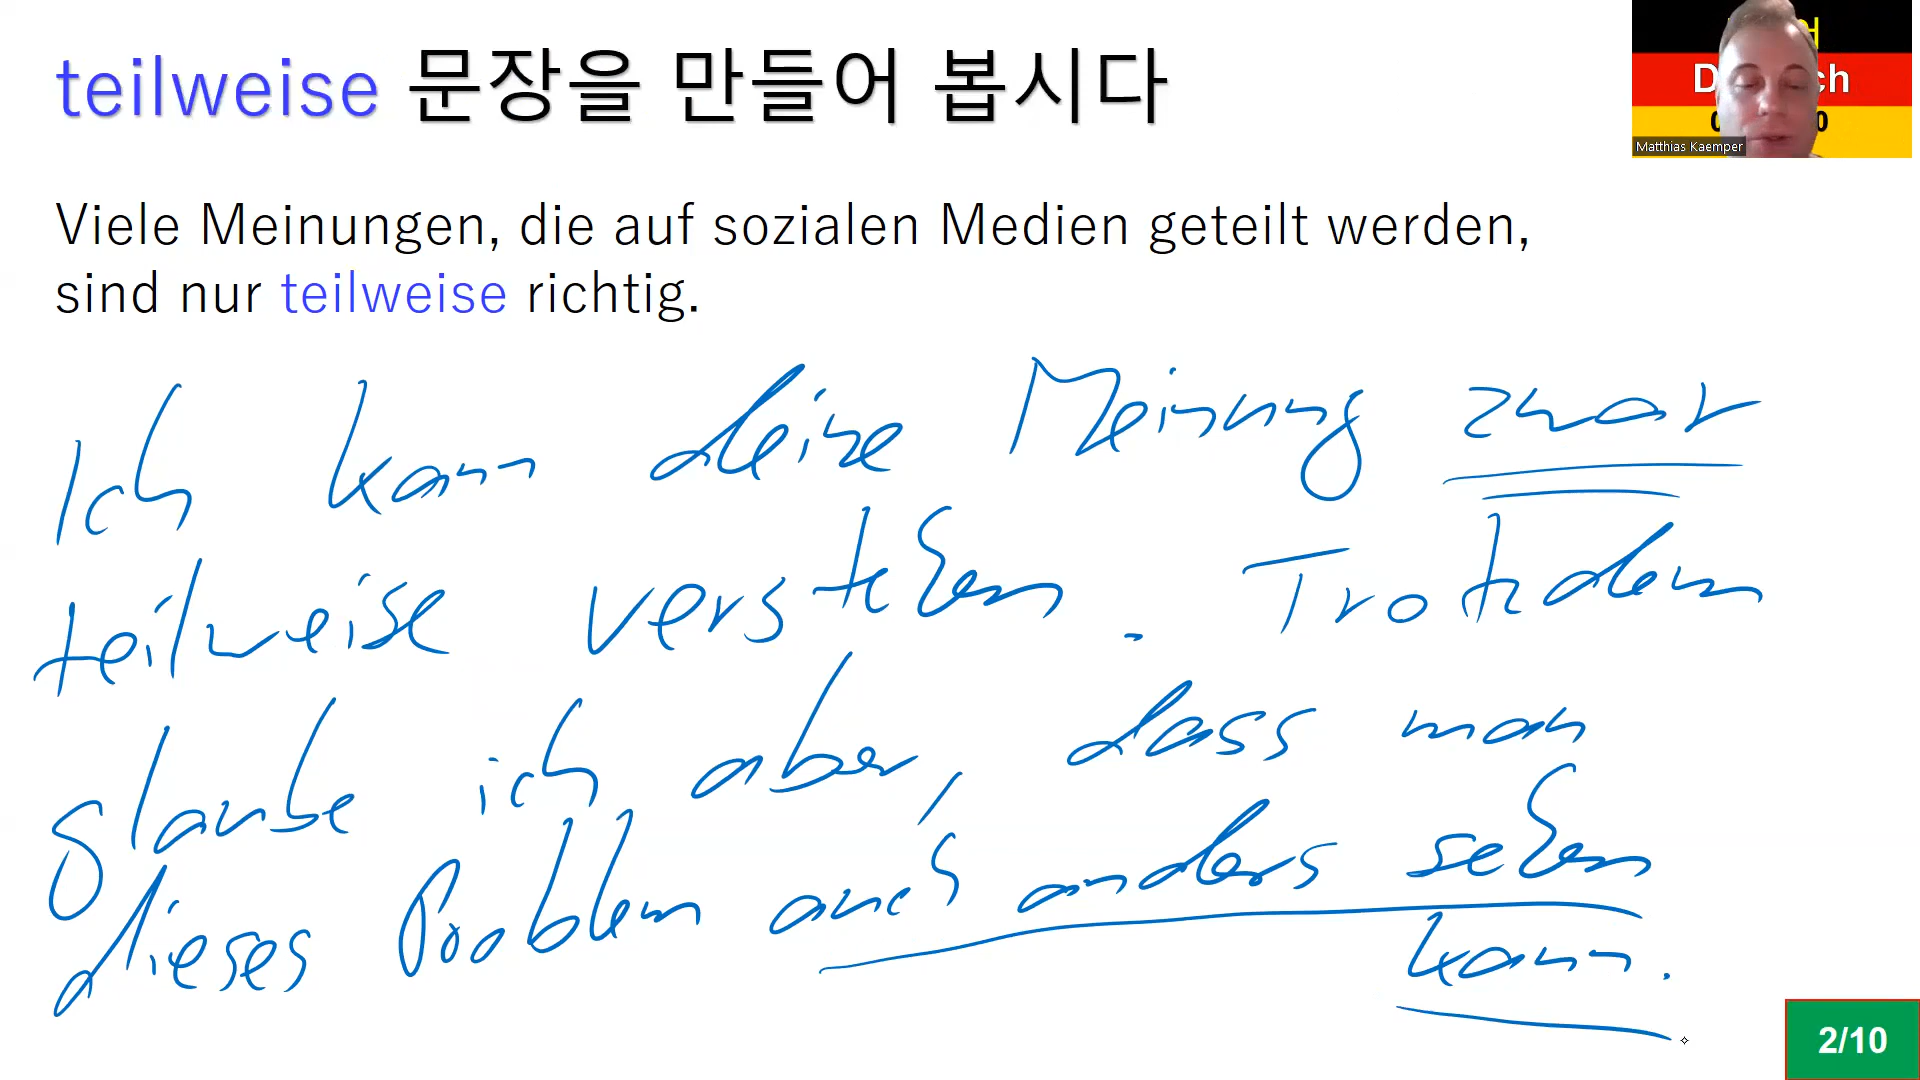 teilweise 문장을 만들어 봅시다
Viele Meinungen, die auf sozialen Medien geteilt werden,
sind nur teilweise richtig.
Ich kann deine Meinung zwar
teilweise verstehen. Trotzdem
glaube ich aber, dass man
dieses Problem auch anders sehen
kann.
Matthias Kaemper
2/10